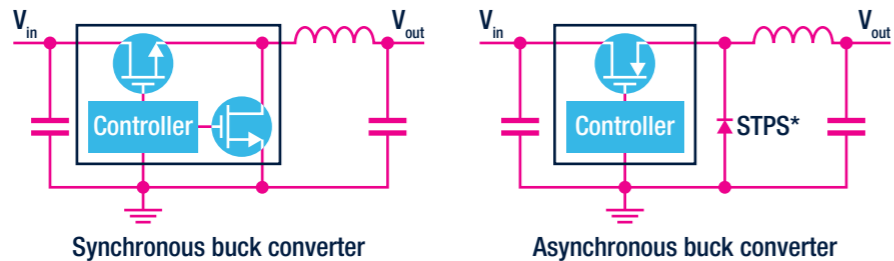 Vin
Vout
Controller
Synchronous buck converter
Vin
Vout
Controller
STPS*
Asynchronous buck converter